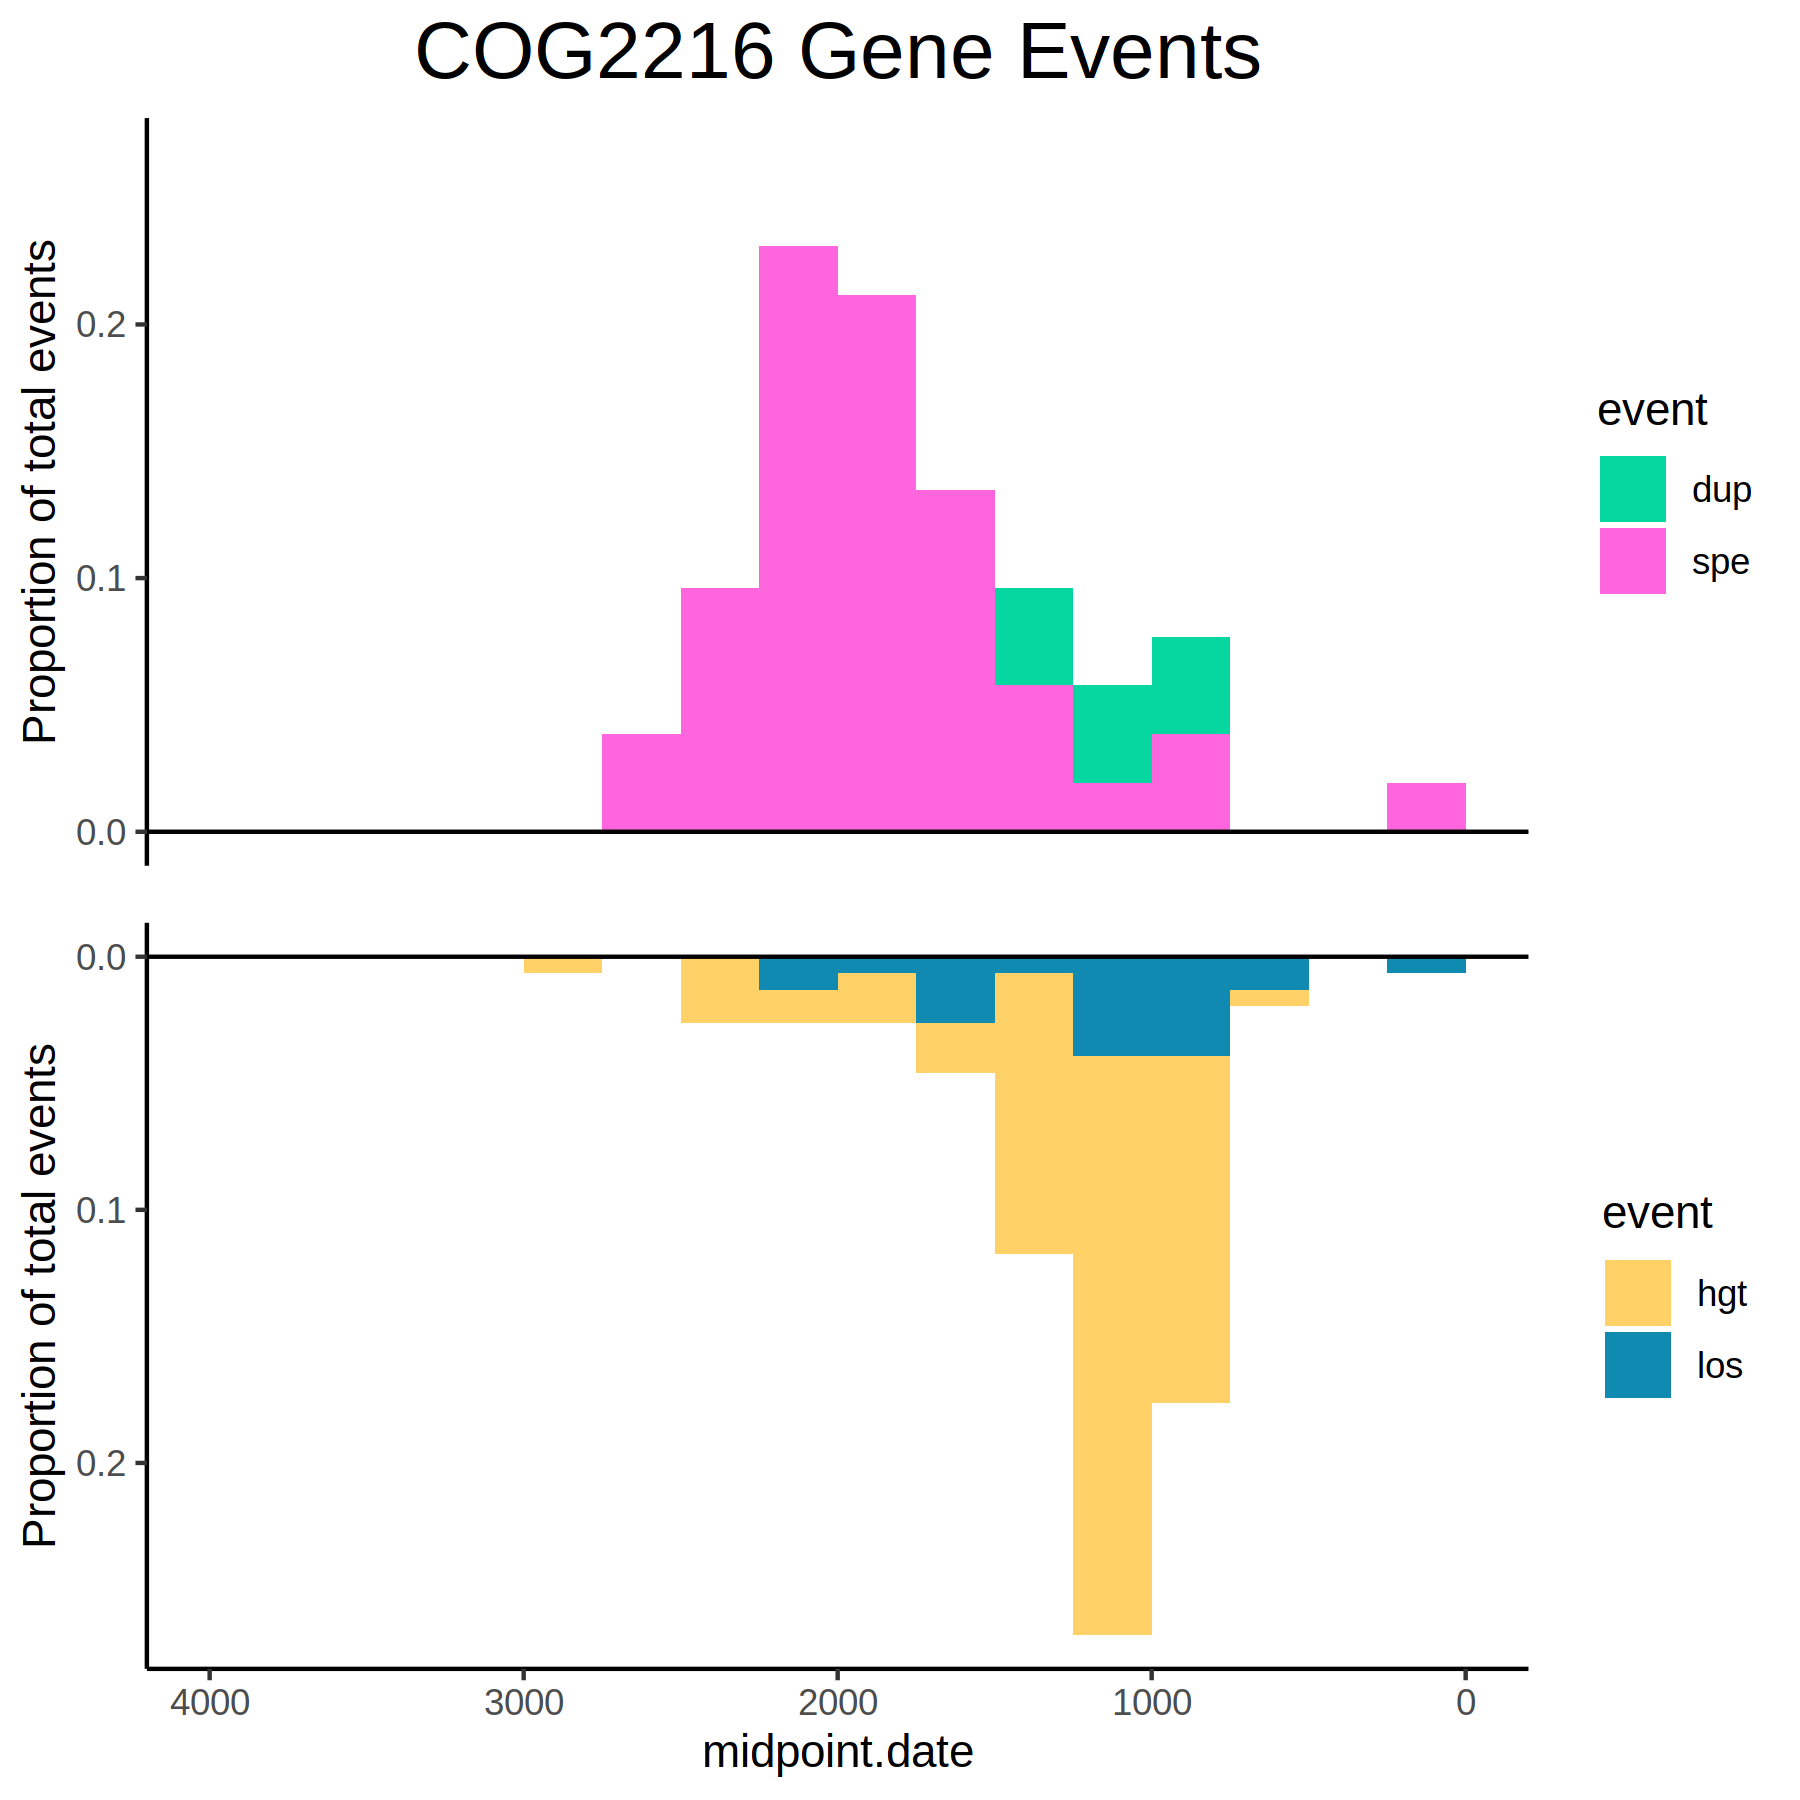 COG2216 Gene Events
Proportion of total events
0.2
0.1
0.0
event
dup
spe
Proportion of total events
0.0
0.1
0.2
event
hgt
los
4000 3000 2000 1000 0
midpoint.date